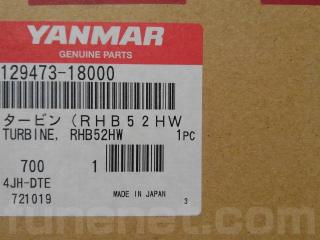 YANMAR
GENUINE PARTS
129473-18000
タービン (RHB52HW
TURBINE, RHB52HW 1PC
700 1
4JH-DTE
721019
MADE IN JAPAN
3